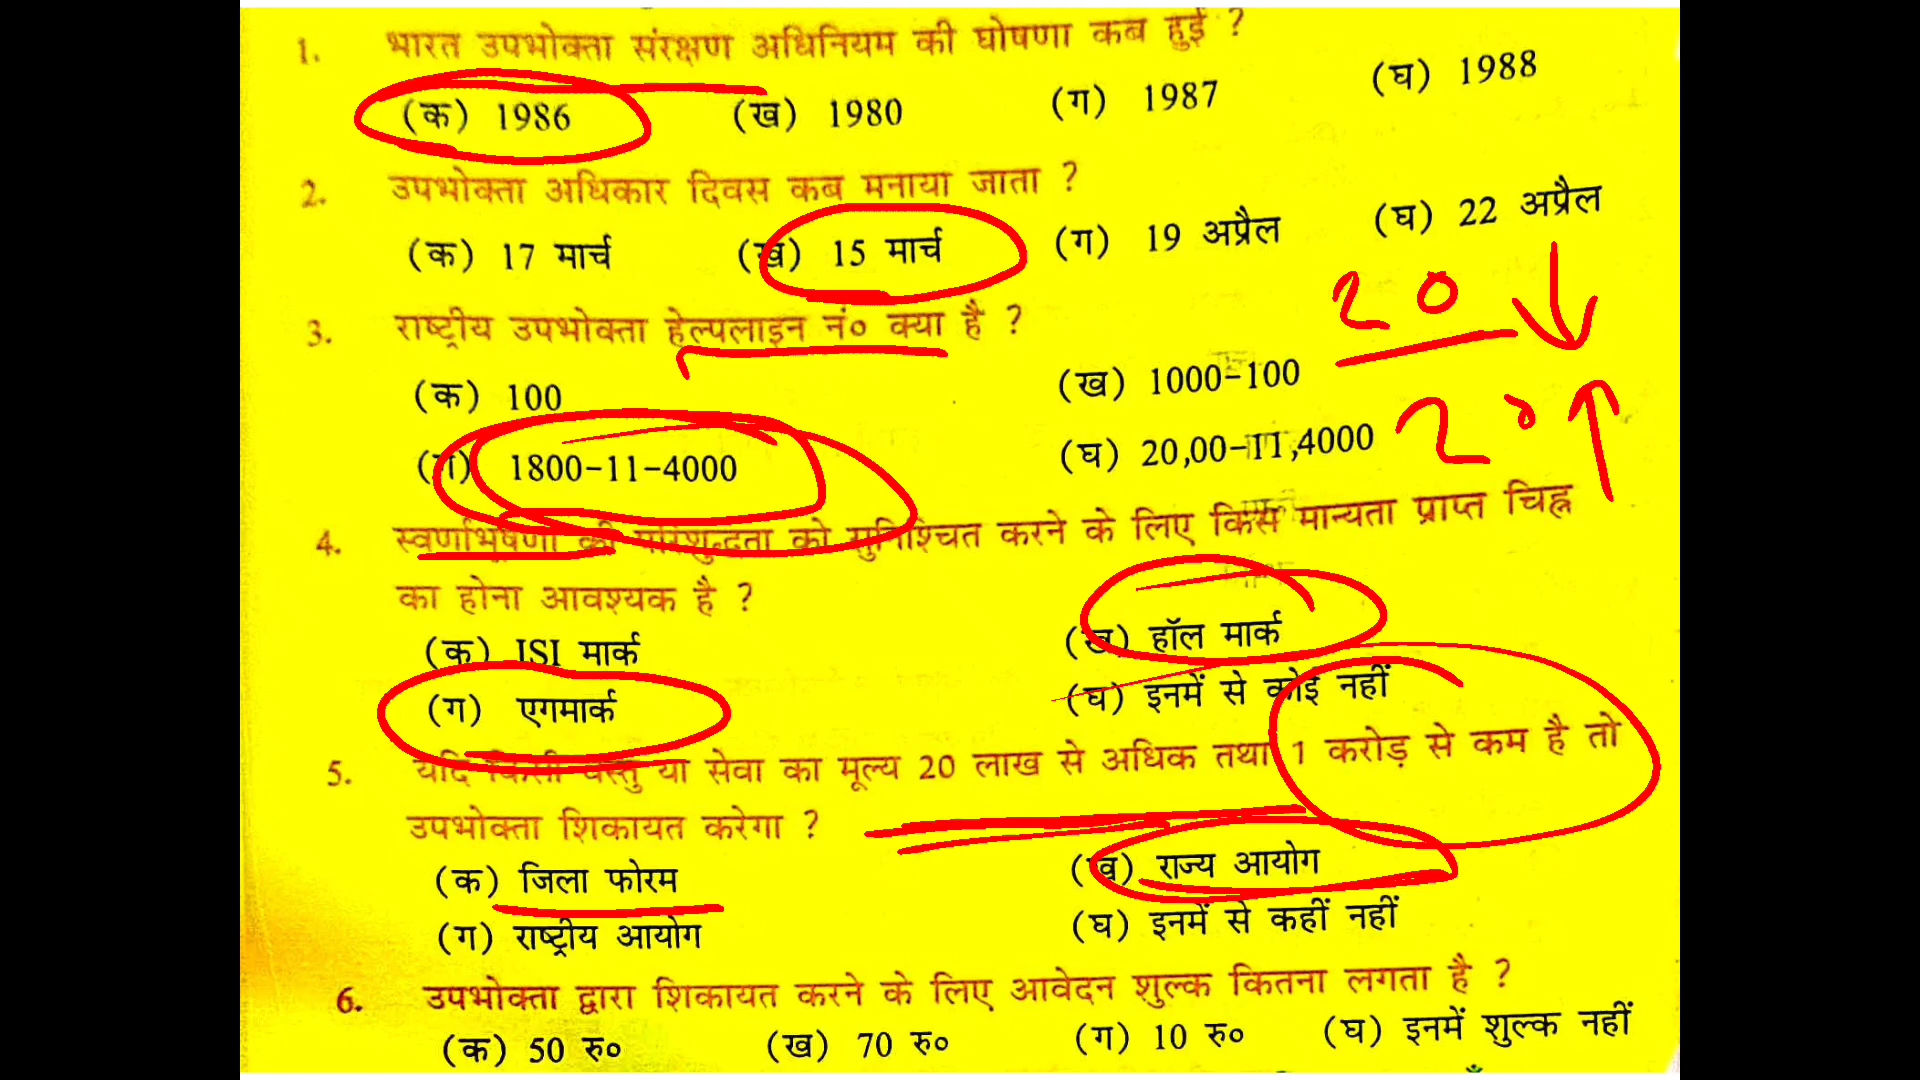 1. भारत उपभोक्ता संरक्षण अधिनियम की घोषणा कब हुई ?
(क) 1986 (ख) 1980 (ग) 1987 (घ) 1988
2. उपभोक्ता अधिकार दिवस कब मनाया जाता ?
(क) 17 मार्च (ख) 15 मार्च (ग) 19 अप्रैल (घ) 22 अप्रैल
20
3. राष्ट्रीय उपभोक्ता हेल्पलाइन नं० क्या है ?
(क) 100 (ख) 1000-100
(ग) 1800-11-4000 (घ) 20,00-11,4000
20
4. स्वर्णाभूषणों की परिशुद्धता को सुनिश्चित करने के लिए किस मान्यता प्राप्त चिह्न
का होना आवश्यक है ?
(क) ISI मार्क (ख) हॉल मार्क
(ग) एगमार्क (घ) इनमें से कोई नहीं
5. यदि किसी वस्तु या सेवा का मूल्य 20 लाख से अधिक तथा 1 करोड़ से कम है तो
उपभोक्ता शिकायत करेगा ?
(क) जिला फोरम (ख) राज्य आयोग
(ग) राष्ट्रीय आयोग (घ) इनमें से कहीं नहीं
6. उपभोक्ता द्वारा शिकायत करने के लिए आवेदन शुल्क कितना लगता है ?
(क) 50 रु० (ख) 70 रु० (ग) 10 रु० (घ) इनमें शुल्क नहीं